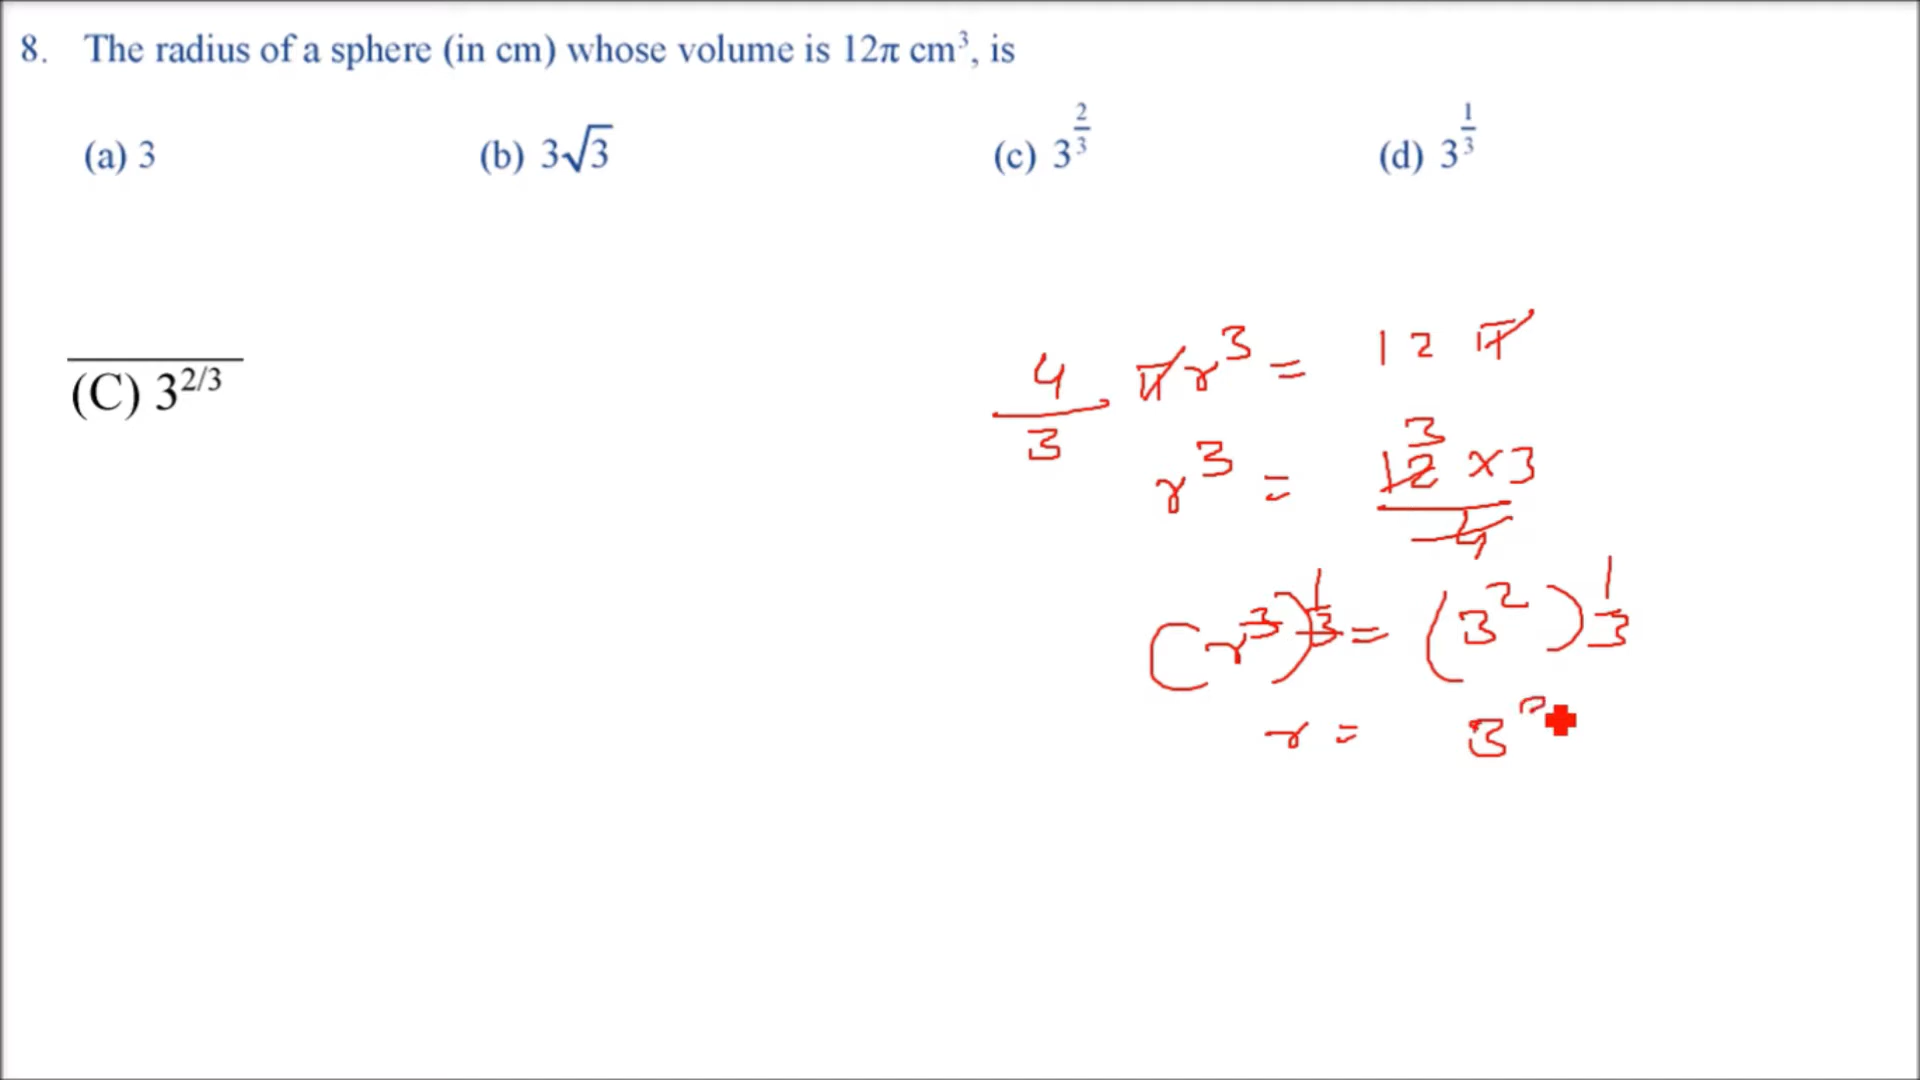 8. The radius of a sphere (in cm) whose volume is 12π cm³, is
(a) 3 (b) 3√3 (c) 3^(2/3) (d) 3^(1/3)
(C) 3^(2/3)
4/3 πr³ = 12 π
r³ = 12 × 3 / 4
3
(r³)^(1/3) = (3²)^(1/3)
r = 3²